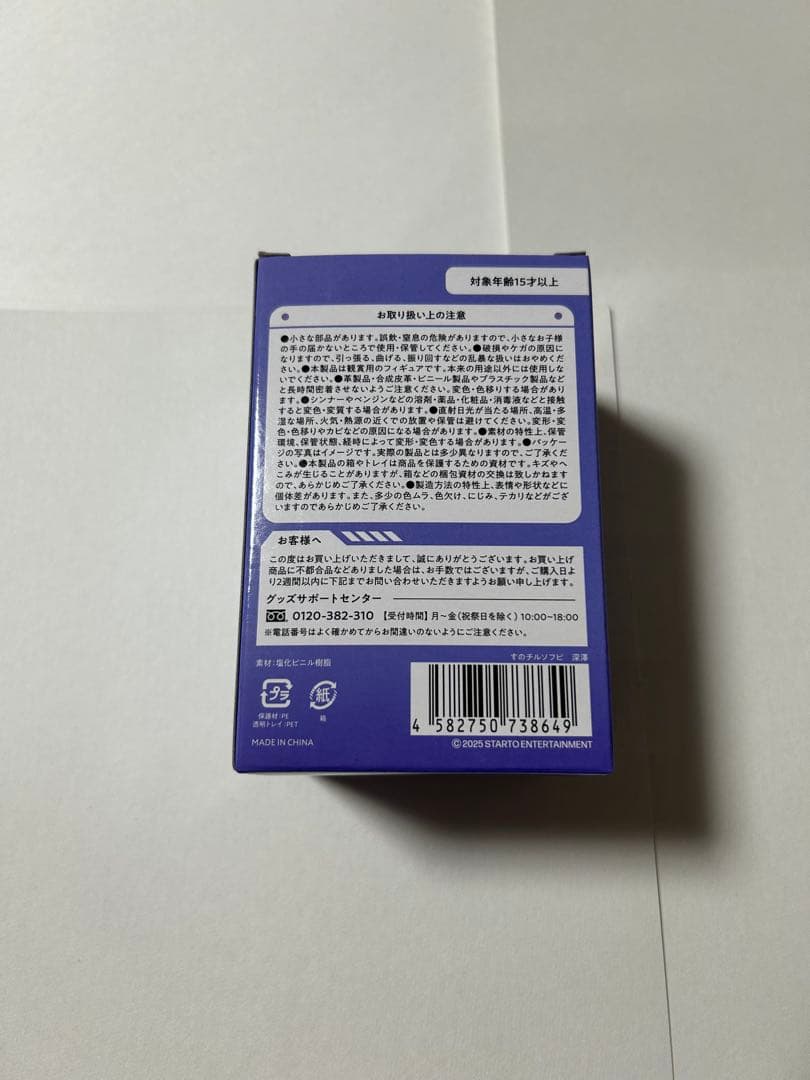 対象年齢15才以上
お取り扱い上の注意
●小さな部品があります。誤飲・窒息の危険がありますので、小さなお子様
の手の届かないところで使用・保管してください。●破損やケガの原因に
なりますので、引っ張る、曲げる、振り回すなどの乱暴な扱いはおやめくだ
さい。●本製品は観賞用のフィギュアです。本来の用途以外には使用し
ないでください。●革製品・合成皮革・ビニール製品やプラスチック製品など
と長時間密着させないようご注意ください。変色・色移りする場合がありま
す。●シンナーやベンジンなどの溶剤・薬品・化粧品・消毒液などと接触
すると変色・変質する場合があります。●直射日光が当たる場所、高温・多
湿な場所、火気・熱源の近くでの放置や保管は避けてください。変形・変
色・色移りやカビなどの原因になる場合があります。●素材の特性上、保管
環境、保管状態、経時によって変形・変色する場合があります。●パッケー
ジの写真はイメージです。実際の製品とは多少異なりますので、ご了承くだ
さい。●本製品の箱やトレイは商品を保護するための資材です。キズやへ
こみが生じることがありますが、箱などの梱包資材の交換は致しかねます
ので、あらかじめご了承ください。●製造方法の特性上、表情や形状などに
個体差があります。また、多少の色ムラ、色欠け、にじみ、テカリなどがござ
いますのであらかじめご了承ください。
お客様へ
この度はお買い上げいただきまして、誠にありがとうございます。お買い上げ
商品に不都合品などありました場合は、お手数ではございますが、ご購入日よ
り2週間以内に下記までお問い合わせいただきますようお願い申し上げます。
グッズサポートセンター
0120-382-310 【受付時間】月～金(祝祭日を除く)10:00~18:00
※電話番号はよく確かめてからお間違いのないようにご注意ください。
素材:塩化ビニル樹脂
すのチルソフビ 深澤
プラ
紙
保護材:PE
透明トレイ:PET
箱
4 582750 738649
MADE IN CHINA
©2025 STARTO ENTERTAINMENT